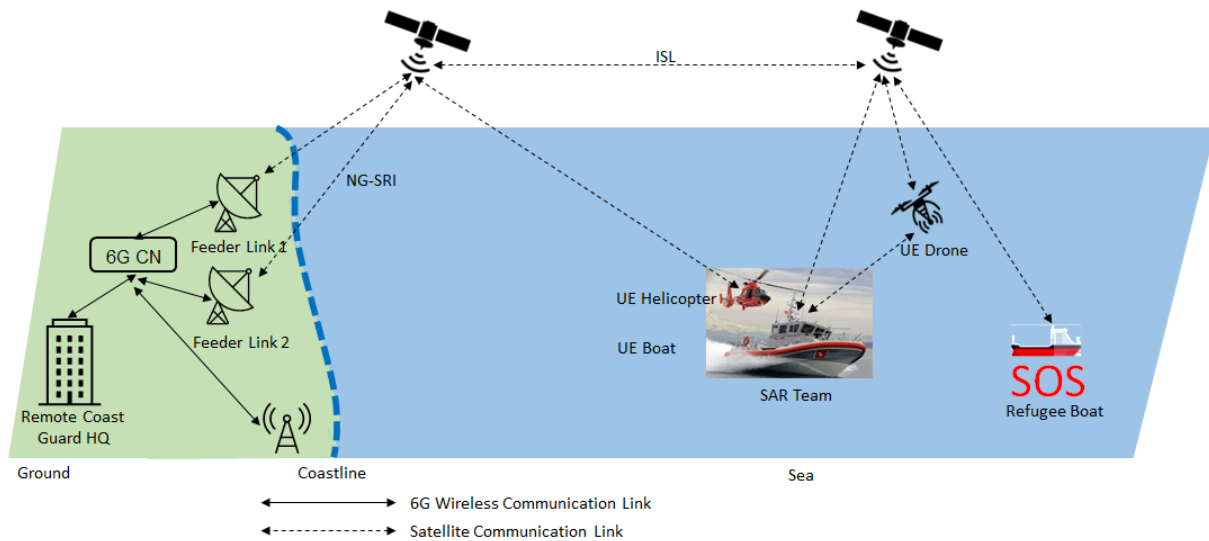 ISL
NG-SRI
Feeder Link 1
6G CN
UE Drone
UE Helicopter
Feeder Link 2
UE Boat
SAR Team
SOS
Refugee Boat
Remote Coast
Guard HQ
Ground
Coastline
Sea
6G Wireless Communication Link
Satellite Communication Link